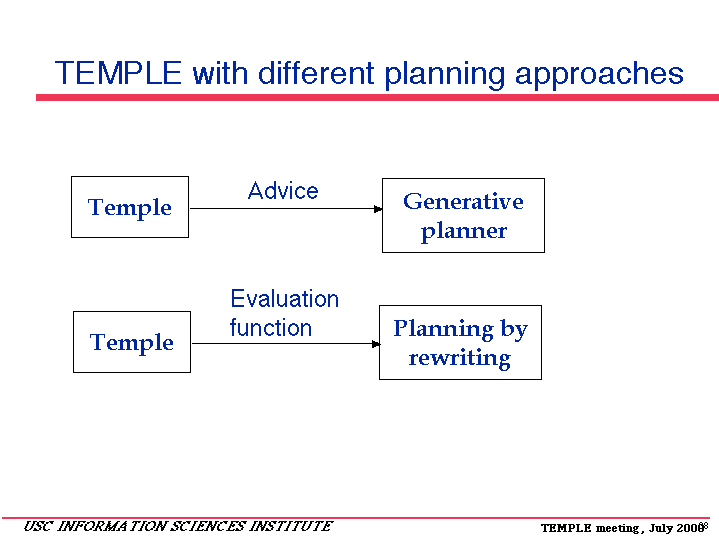 TEMPLE with different planning approaches
Temple
Advice
Generative
planner
Temple
Evaluation
function
Planning by
rewriting
USC INFORMATION SCIENCES INSTITUTE
TEMPLE meeting, July 2000